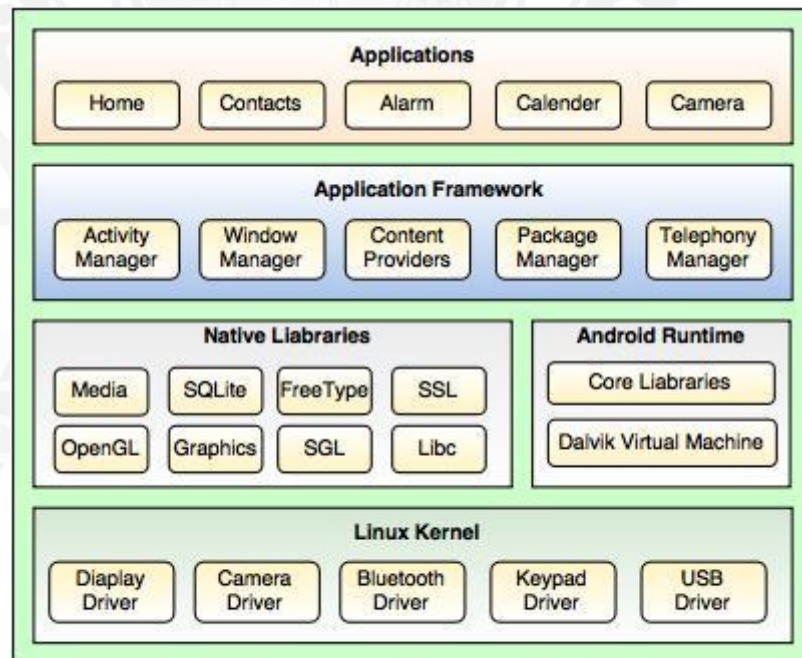 Applications
Home Contacts Alarm Calender Camera
Application Framework
Activity Manager
Window Manager
Content Providers
Package Manager
Telephony Manager
Native Liabraries
Media SQLite FreeType SSL
OpenGL Graphics SGL Libc
Android Runtime
Core Liabraries
Dalvik Virtual Machine
Linux Kernel
Diaplay Driver
Camera Driver
Bluetooth Driver
Keypad Driver
USB Driver